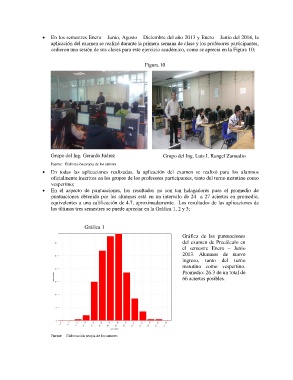 • En los semestres Enero – Junio, Agosto – Diciembre del año 2013 y Enero – Junio del 2014, la
aplicación del examen se realizó durante la primera semana de clase y los profesores participantes,
cedieron una sesión de sus clases para este ejercicio académico, como se aprecia en la Figura 10;
Figura 10
Grupo del Ing. Gerardo Juárez
Grupo del Ing. Luis I. Rangel Zamudio
Fuente: Elaboración propia de los autores
• En todas las aplicaciones realizadas, la aplicación del examen se realizó para los alumnos
oficialmente inscritos en los grupos de los profesores participantes, tanto del turno matutino como
vespertino;
• En el aspecto de puntuaciones, los resultados no son tan halagadores pues el promedio de
puntuaciones obtenida por los alumnos está en un intervalo de 24 a 27 aciertos en promedio,
equivalentes a una calificación de 4.1, aproximadamente. Los resultados de las aplicaciones de
los últimos tres semestres se puede apreciar en la Gráfica 1, 2 y 3;
Gráfica 1
Gráfica de las puntuaciones
del examen de Precálculo en
el semestre Enero – Junio
2013. Alumnos de nuevo
ingreso, tanto del turno
matutino como vespertino.
Promedio: 26.3 de un total de
66 aciertos posibles.
Fuente: Elaboración propia de los autores